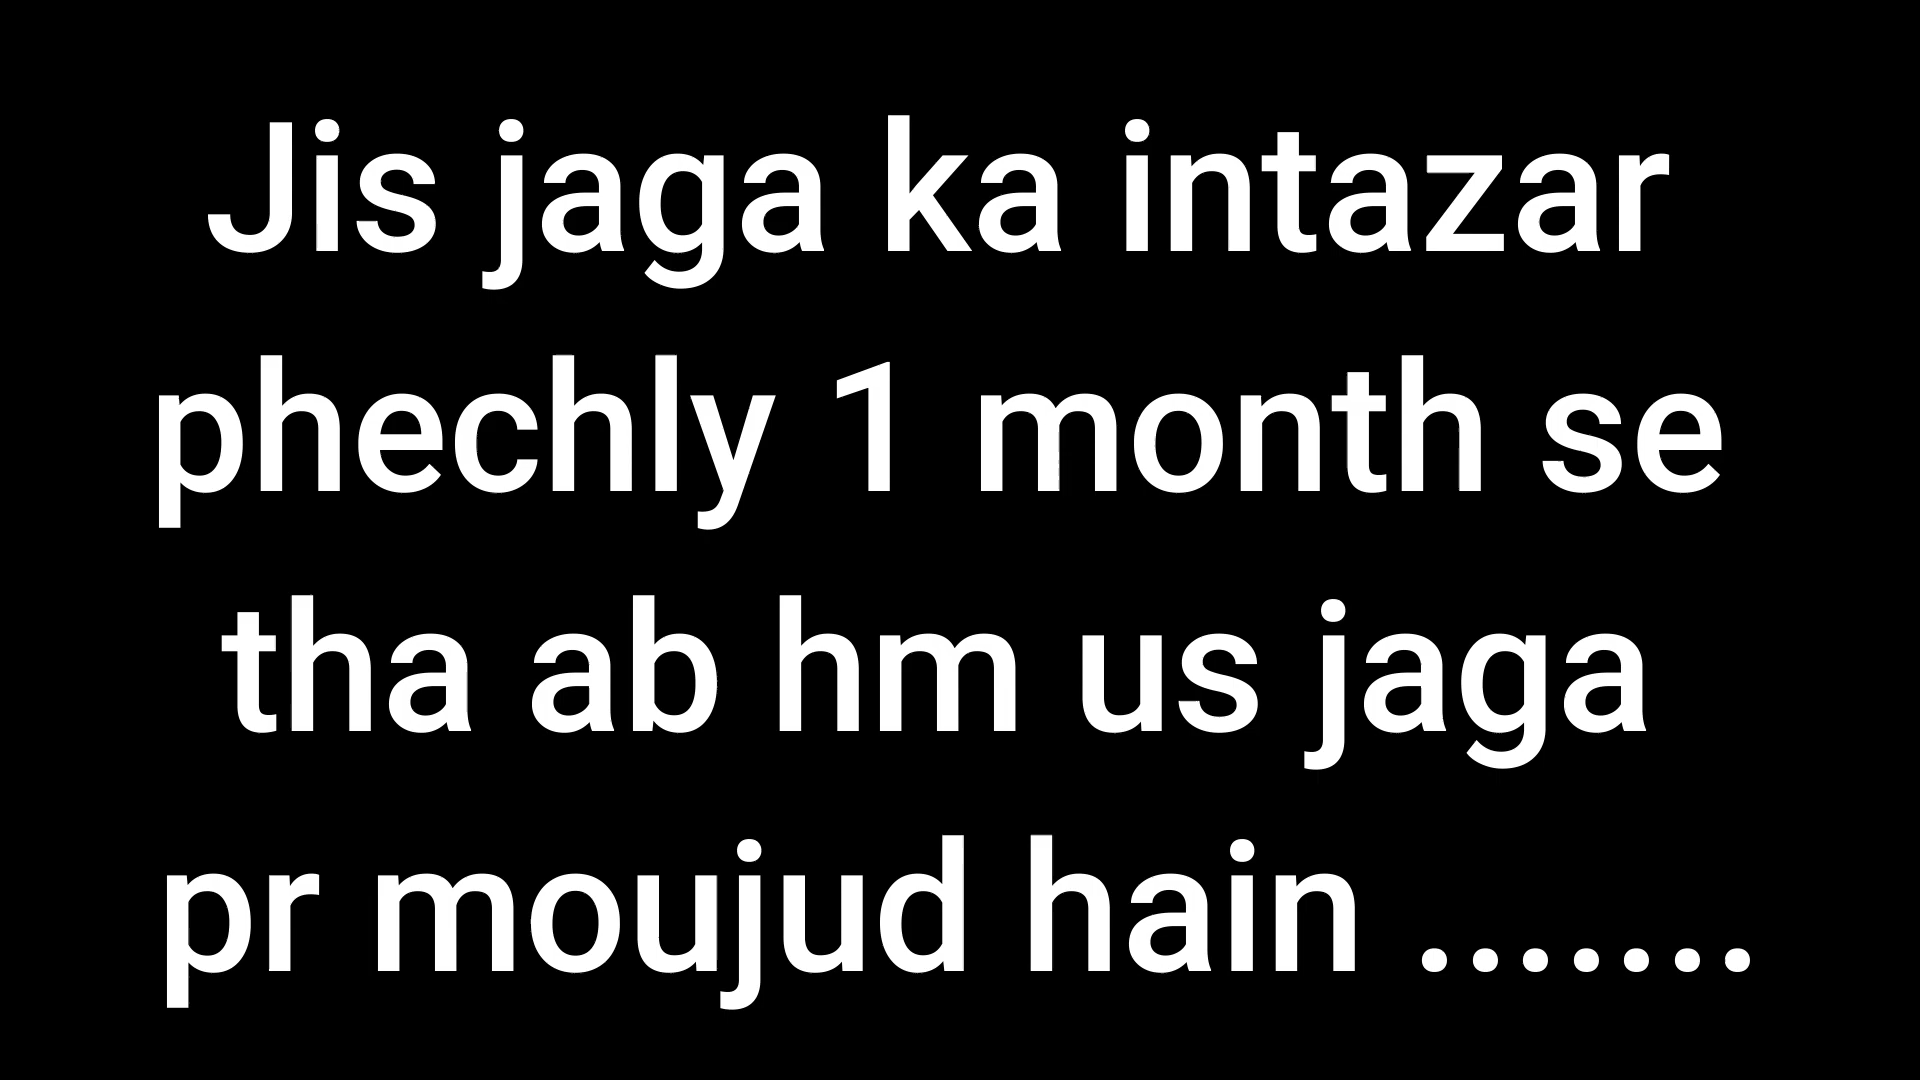 Jis jaga ka intazar
phechly 1 month se
tha ab hm us jaga
pr moujud hain .......